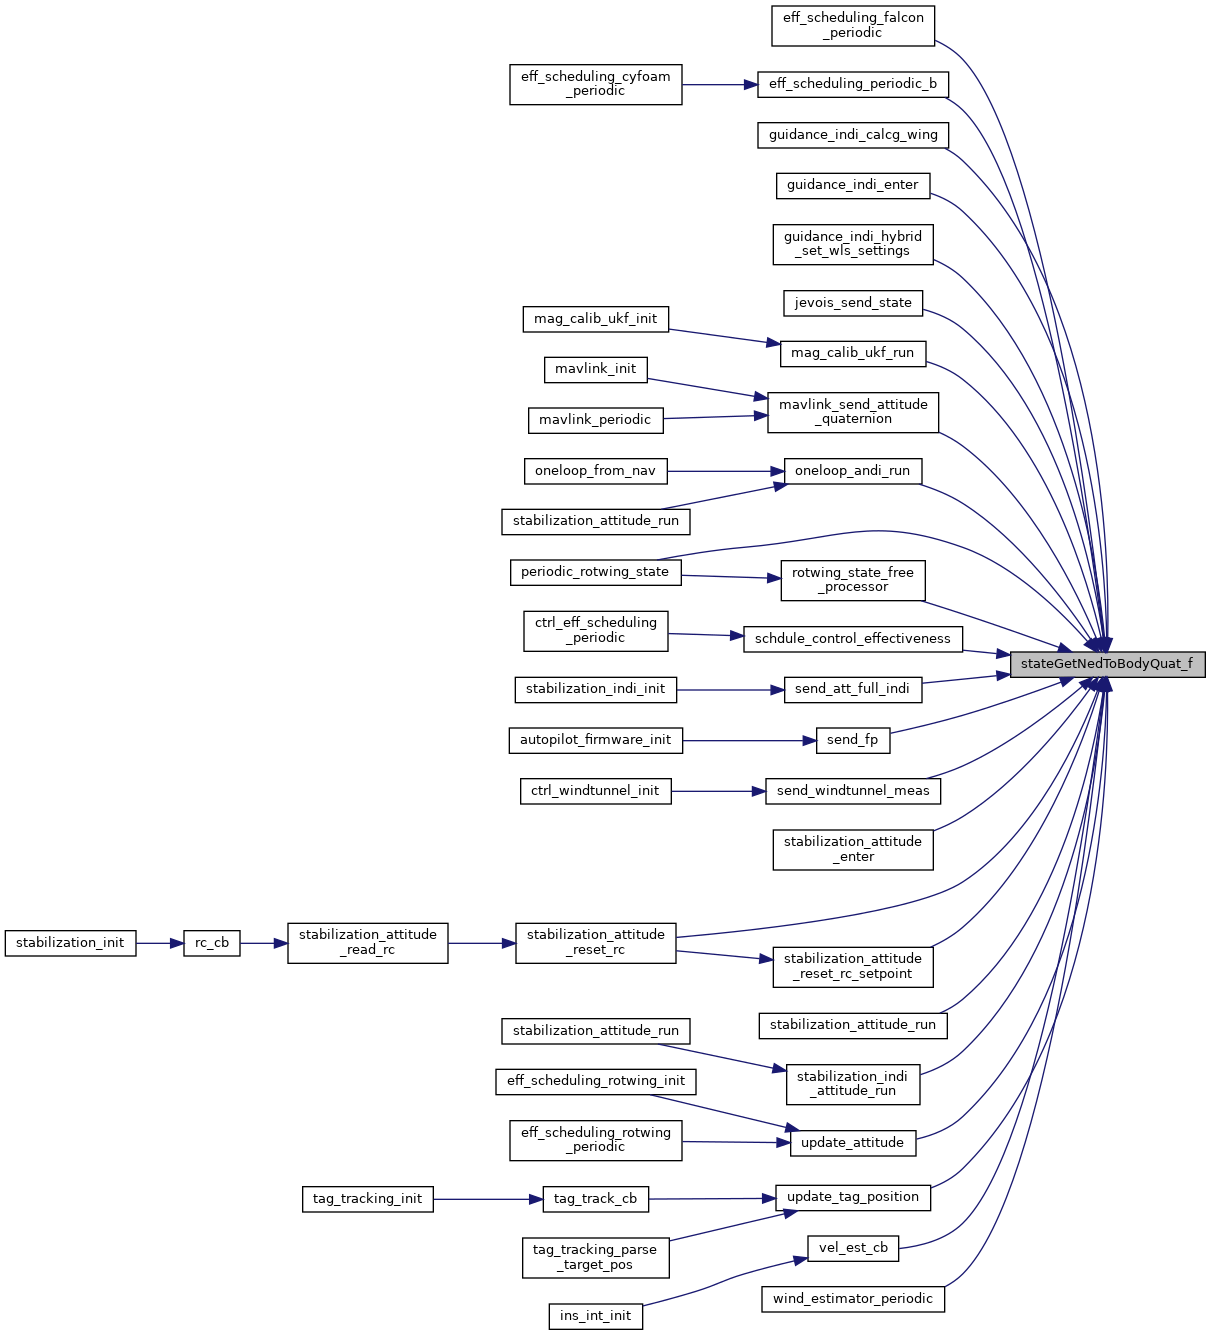 eff_scheduling_falcon
_periodic
eff_scheduling_cyfoam
_periodic
eff_scheduling_periodic_b
guidance_indi_calcg_wing
guidance_indi_enter
guidance_indi_hybrid
_set_wls_settings
jevois_send_state
mag_calib_ukf_init
mag_calib_ukf_run
mavlink_init
mavlink_send_attitude
_quaternion
mavlink_periodic
oneloop_from_nav
oneloop_andi_run
stabilization_attitude_run
periodic_rotwing_state
rotwing_state_free
_processor
ctrl_eff_scheduling
_periodic
schdule_control_effectiveness
stateGetNedToBodyQuat_f
stabilization_indi_init
send_att_full_indi
autopilot_firmware_init
send_fp
ctrl_windtunnel_init
send_windtunnel_meas
stabilization_attitude
_enter
stabilization_init
rc_cb
stabilization_attitude
_read_rc
stabilization_attitude
_reset_rc
stabilization_attitude
_reset_rc_setpoint
stabilization_attitude_run
stabilization_attitude_run
stabilization_indi
_attitude_run
eff_scheduling_rotwing_init
eff_scheduling_rotwing
_periodic
update_attitude
tag_tracking_init
tag_track_cb
update_tag_position
tag_tracking_parse
_target_pos
vel_est_cb
ins_int_init
wind_estimator_periodic